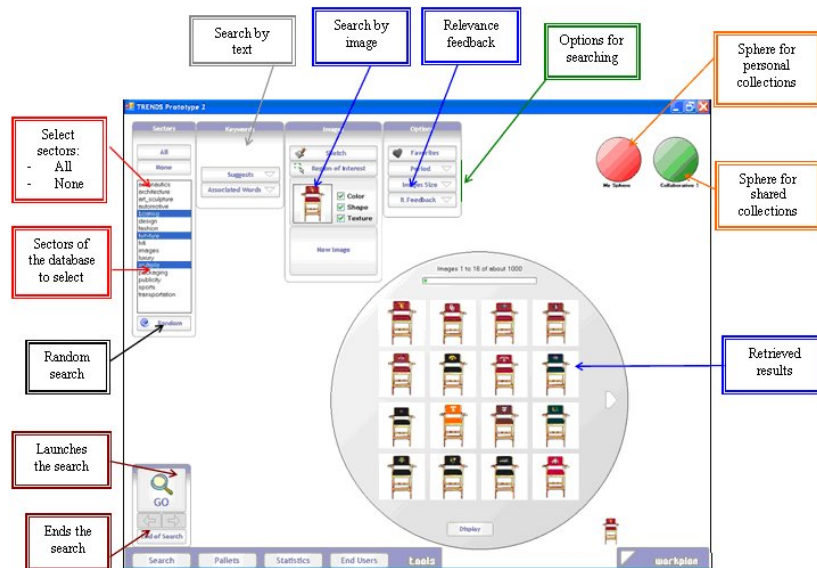 Search by
text
Search by
image
Relevance
feedback
Options for
searching
Sphere for
personal
collections
TRENDS Prototype 2
Select
sectors:
- All
- None
Sectors
Keywords
Image
Options
All
None
Suggests
Associated Words
Sketch
Region of Interest
Color
Shape
Texture
New Image
Favorites
Period
Images Size
R. Feedback
Me Sphere
Collaborative 1
Sphere for
shared
collections
Sectors of
the database
to select
aeronautics
architecture
art_sculpture
automotive
design
fashion
furniture
hifi
images
luxury
packaging
publicity
sports
transportation
Random
Images 1 to 16 of about 1000
Random
search
Retrieved
results
Launches
the search
GO
End of Search
Ends the
search
Display
Search
Pallets
Statistics
End Users
tools
workplan